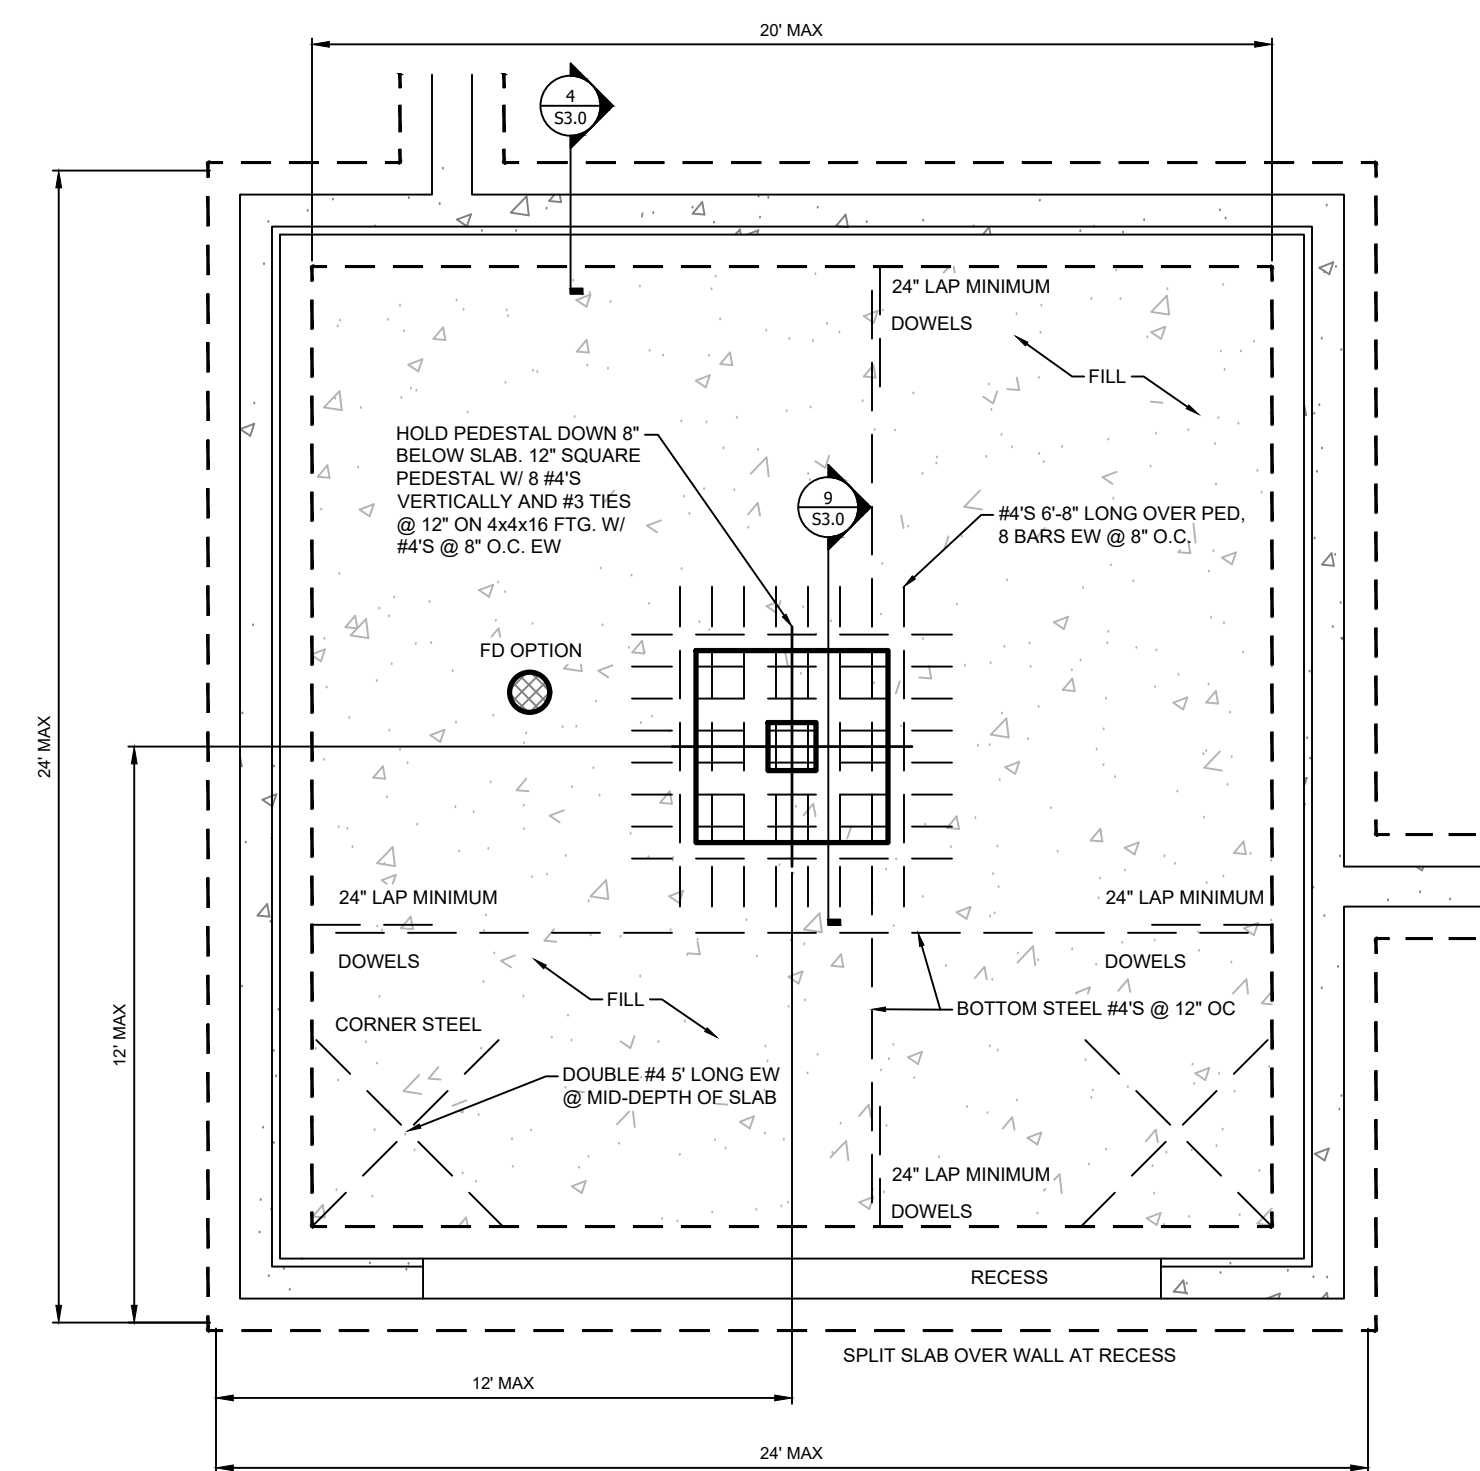 20' MAX
4
S3.0
24" LAP MINIMUM
DOWELS
FILL
HOLD PEDESTAL DOWN 8"
BELOW SLAB. 12" SQUARE
PEDESTAL W/ 8 #4'S
VERTICALLY AND #3 TIES
@ 12" ON 4x4x16 FTG. W/
#4'S @ 8" O.C. EW
9
S3.0
#4'S 6'-8" LONG OVER PED,
8 BARS EW @ 8" O.C.
FD OPTION
24' MAX
24" LAP MINIMUM
24" LAP MINIMUM
DOWELS
DOWELS
FILL
BOTTOM STEEL #4'S @ 12" OC
CORNER STEEL
12' MAX
DOUBLE #4 5' LONG EW
@ MID-DEPTH OF SLAB
24" LAP MINIMUM
DOWELS
RECESS
SPLIT SLAB OVER WALL AT RECESS
12' MAX
24' MAX